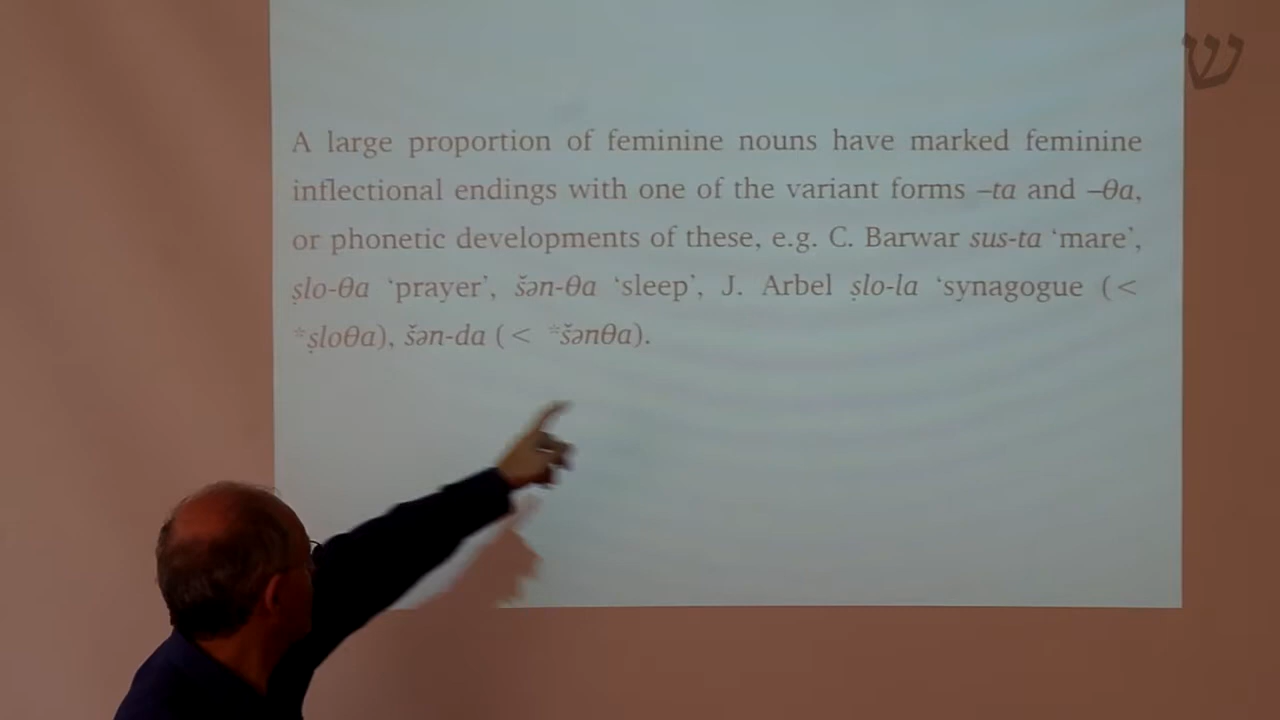 ש
A large proportion of feminine nouns have marked feminine
inflectional endings with one of the variant forms –ta and –θa,
or phonetic developments of these, e.g. C. Barwar sus-ta ‘mare’,
ṣlo-θa ‘prayer’, šən-θa ‘sleep’, J. Arbel ṣlo-la ‘synagogue (<
*ṣloθa), šən-da (< *šənθa).